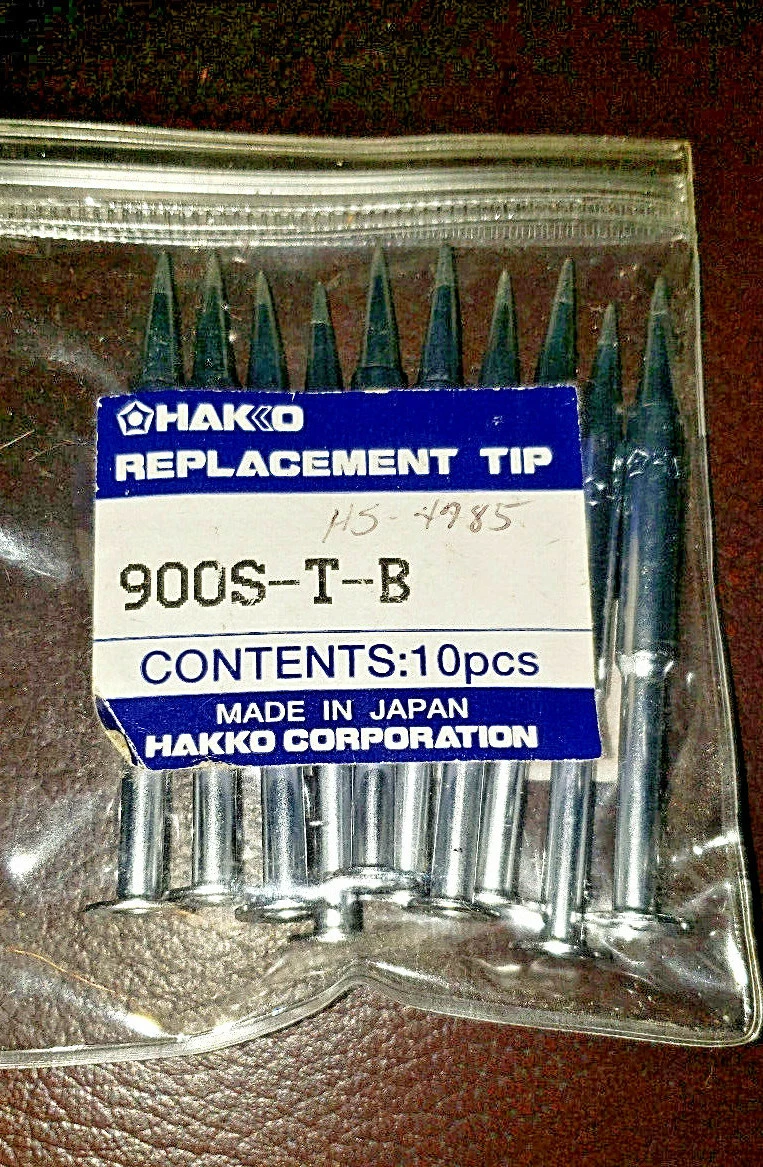 HAKKO
REPLACEMENT TIP
HS-4985
900S-T-B
CONTENTS:10pcs
MADE IN JAPAN
HAKKO CORPORATION